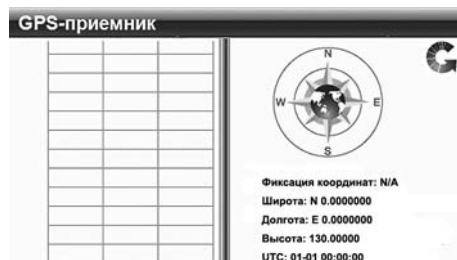 GPS-приемник
N
W
E
S
Фиксация координат: N/A
Широта: N 0.0000000
Долгота: E 0.0000000
Высота: 130.00000
UTC: 01-01 00:00:00